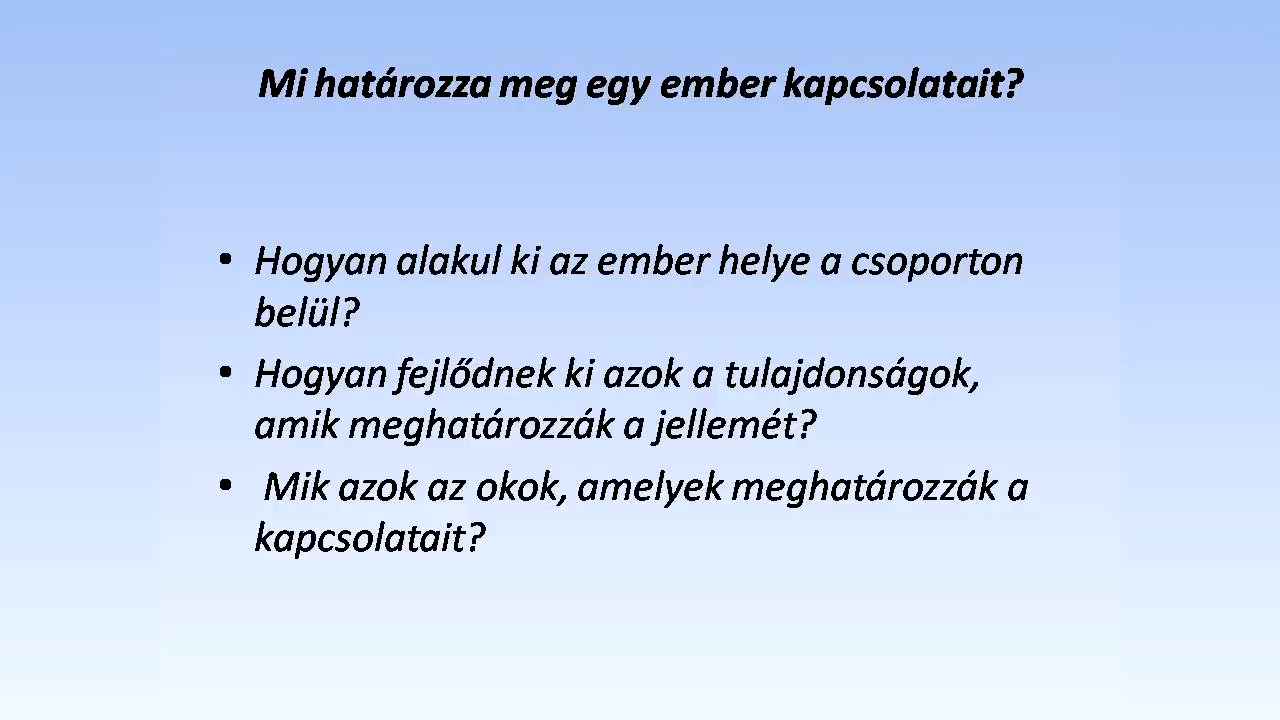 Mi határozza meg egy ember kapcsolatait?
• Hogyan alakul ki az ember helye a csoporton
belül?
• Hogyan fejlődnek ki azok a tulajdonságok,
amik meghatározzák a jellemét?
• Mik azok az okok, amelyek meghatározzák a
kapcsolatait?